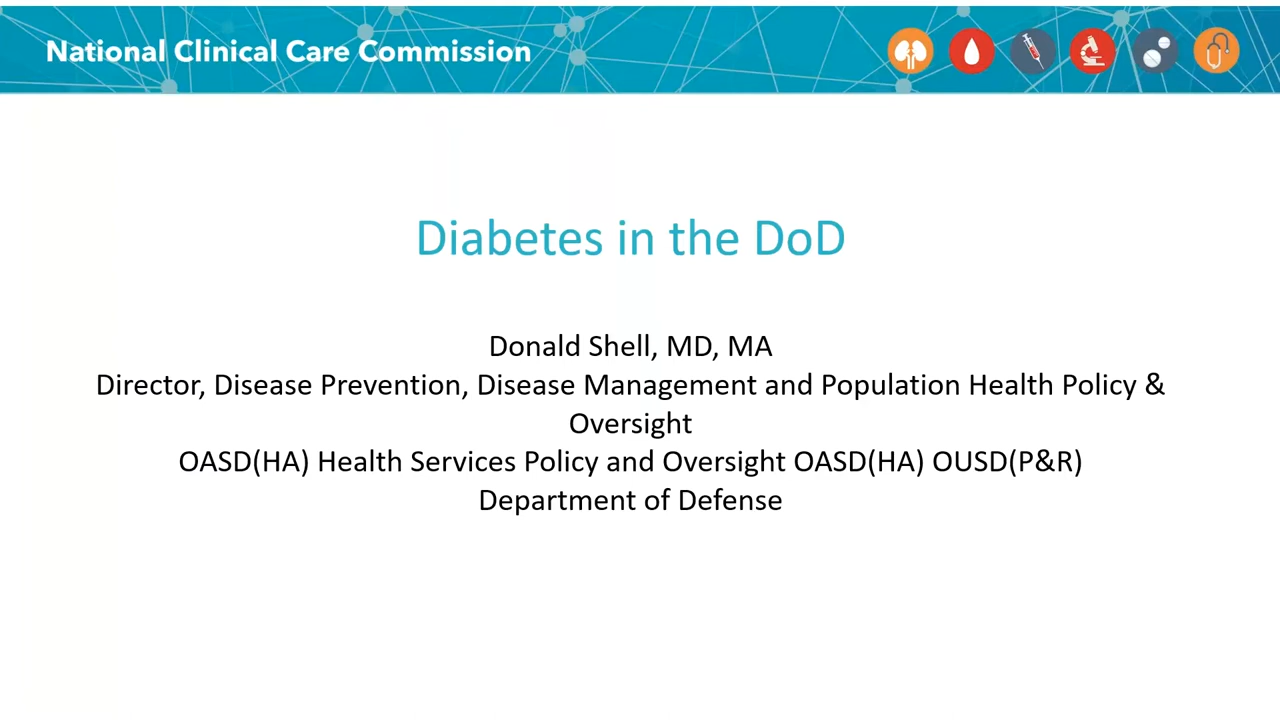 National Clinical Care Commission
Diabetes in the DoD
Donald Shell, MD, MA
Director, Disease Prevention, Disease Management and Population Health Policy &
Oversight
OASD(HA) Health Services Policy and Oversight OASD(HA) OUSD(P&R)
Department of Defense